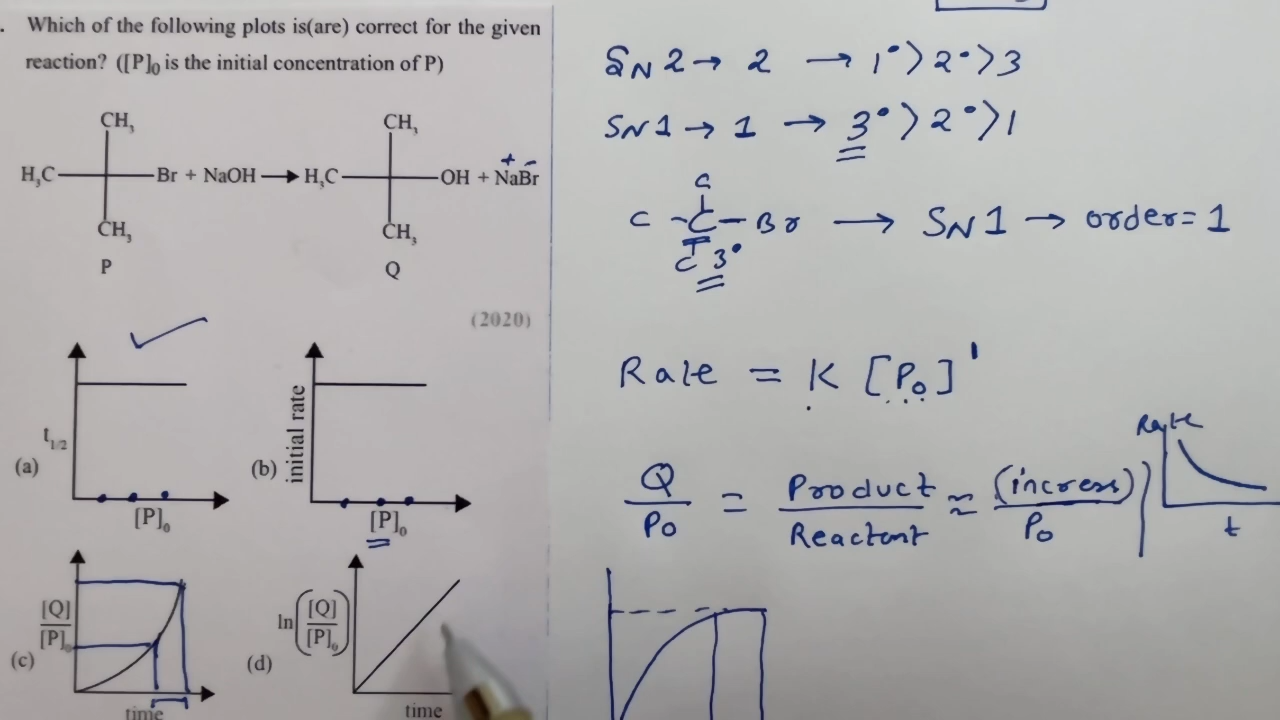 . Which of the following plots is(are) correct for the given
reaction? ([P]₀ is the initial concentration of P)
CH₃
H₃C Br + NaOH
CH₃
P
CH₃
H₃C OH + NaBr
+ -
CH₃
Q
(2020)
(a)
t₁/₂
[P]₀
(b)
initial rate
[P]₀
(c)
[Q]
[P]₀
time
(d)
ln([Q]/[P]₀)
time
SN2 → 2 → 1° > 2° > 3
SN1 → 1 → 3° > 2° > 1
C
C - C - Br → SN1 → order = 1
C 3°
Rate = K [P₀]¹
Q/P₀ = Product/Reactant ≈ (incress)/P₀
Rate
t